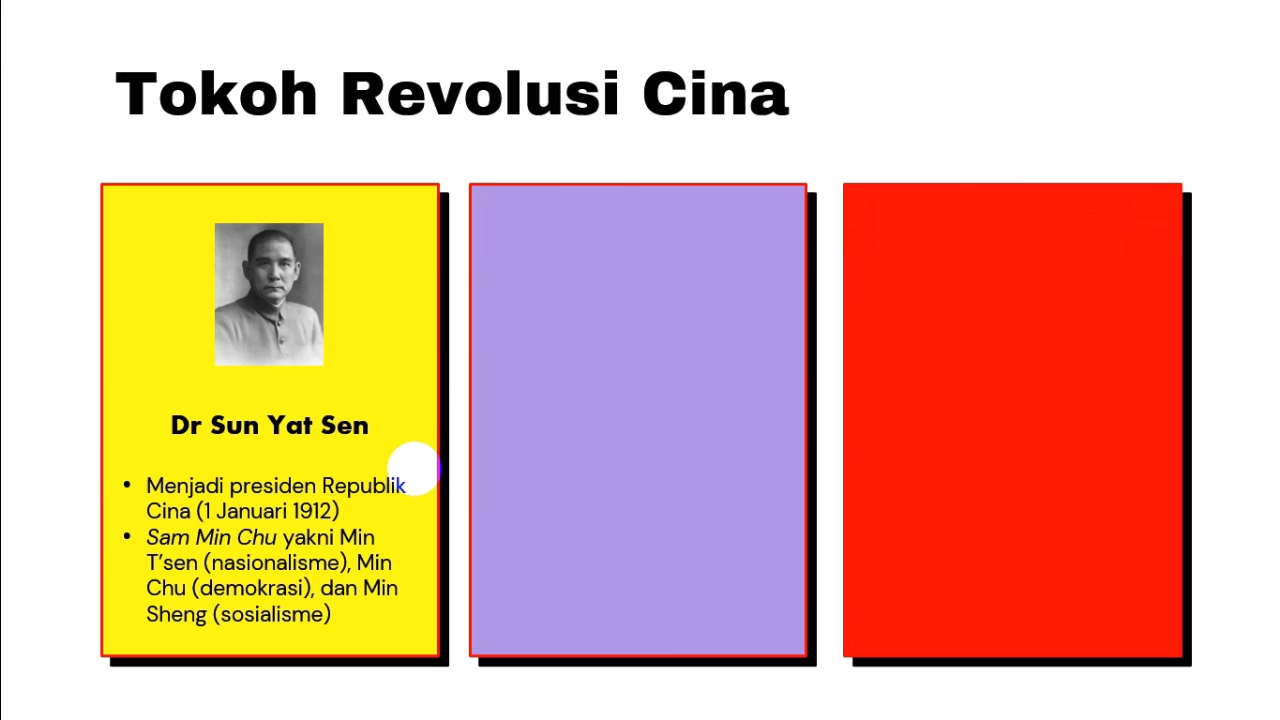 Tokoh Revolusi Cina
Dr Sun Yat Sen
• Menjadi presiden Republik
Cina (1 Januari 1912)
• Sam Min Chu yakni Min
T’sen (nasionalisme), Min
Chu (demokrasi), dan Min
Sheng (sosialisme)